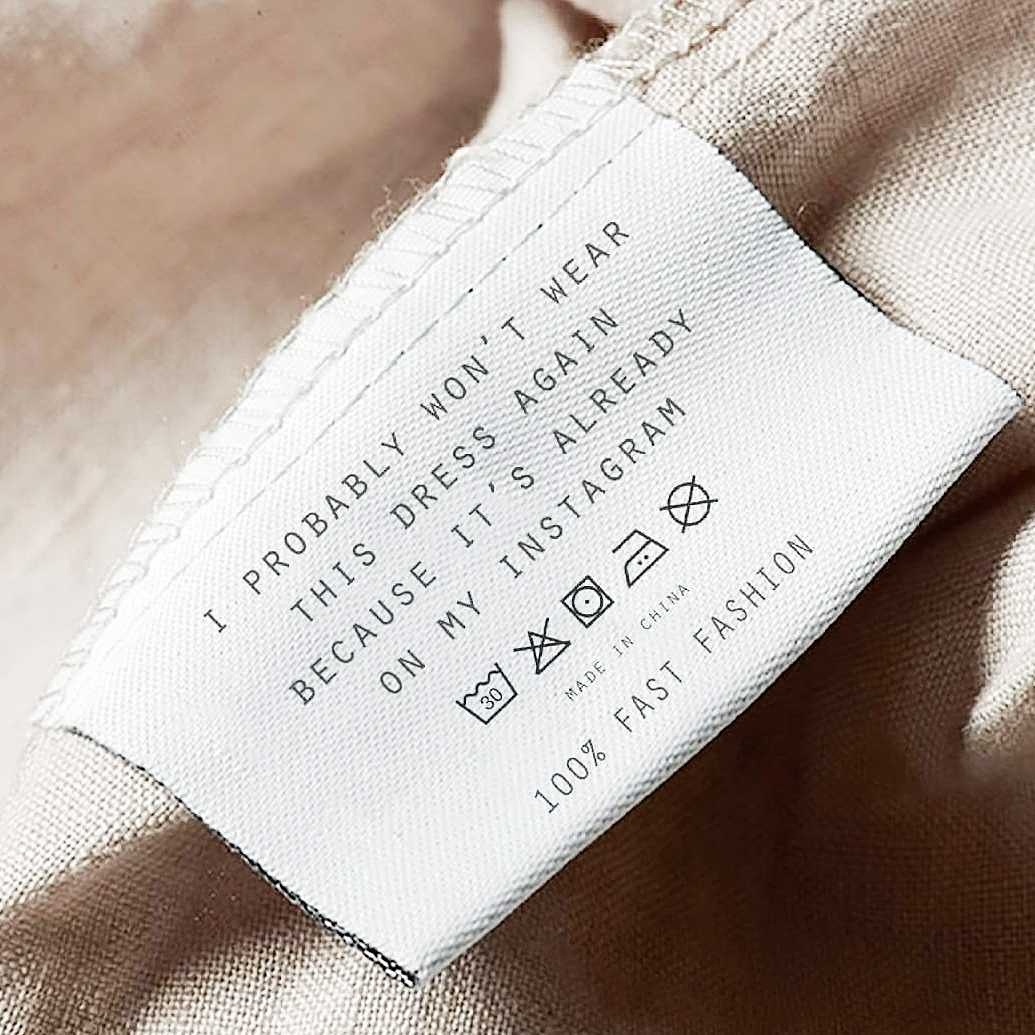 I PROBABLY WON'T WEAR
THIS DRESS AGAIN
BECAUSE IT'S ALREADY
ON MY INSTAGRAM
30
MADE IN CHINA
100% FAST FASHION